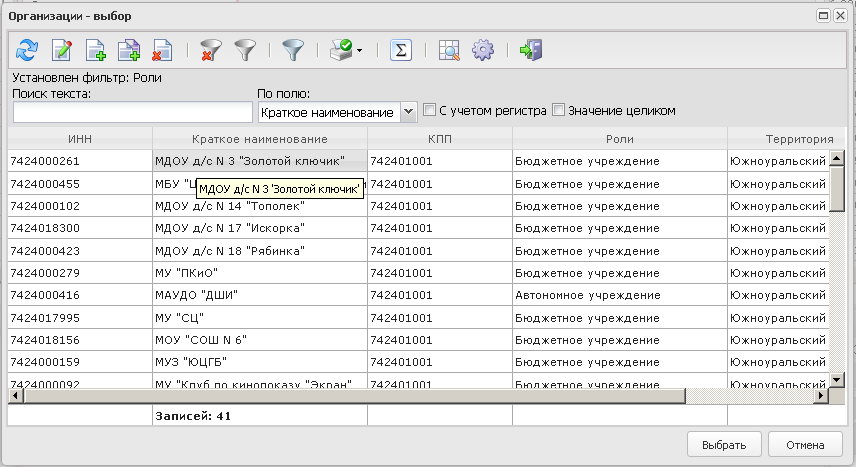 Организации - выбор
Установлен фильтр: Роли
Поиск текста: По полю:
Краткое наименование С учетом регистра Значение целиком
ИНН Краткое наименование КПП Роли Территория
7424000261 МДОУ д/с N 3 "Золотой ключик" 742401001 Бюджетное учреждение Южноуральский
7424000455 МБУ "Ц 742401001 Бюджетное учреждение Южноуральский
МДОУ д/с N 3 'Золотой ключик'
7424000102 МДОУ д/с N 14 "Тополек" 742401001 Бюджетное учреждение Южноуральский
7424018300 МДОУ д/с N 17 "Искорка" 742401001 Бюджетное учреждение Южноуральский
7424000423 МДОУ д/с N 18 "Рябинка" 742401001 Бюджетное учреждение Южноуральский
7424000279 МУ "ПКиО" 742401001 Бюджетное учреждение Южноуральский
7424000416 МАУДО "ДШИ" 742401001 Автономное учреждение Южноуральский
7424017995 МУ "СЦ" 742401001 Бюджетное учреждение Южноуральский
7424018156 МОУ "СОШ N 6" 742401001 Бюджетное учреждение Южноуральский
7424000159 МУЗ "ЮЦГБ" 742401001 Бюджетное учреждение Южноуральский
7424000092 МУ "Клуб по кинопоказу "Экран" 742401001 Бюджетное учреждение Южноуральский
Записей: 41
Выбрать Отмена